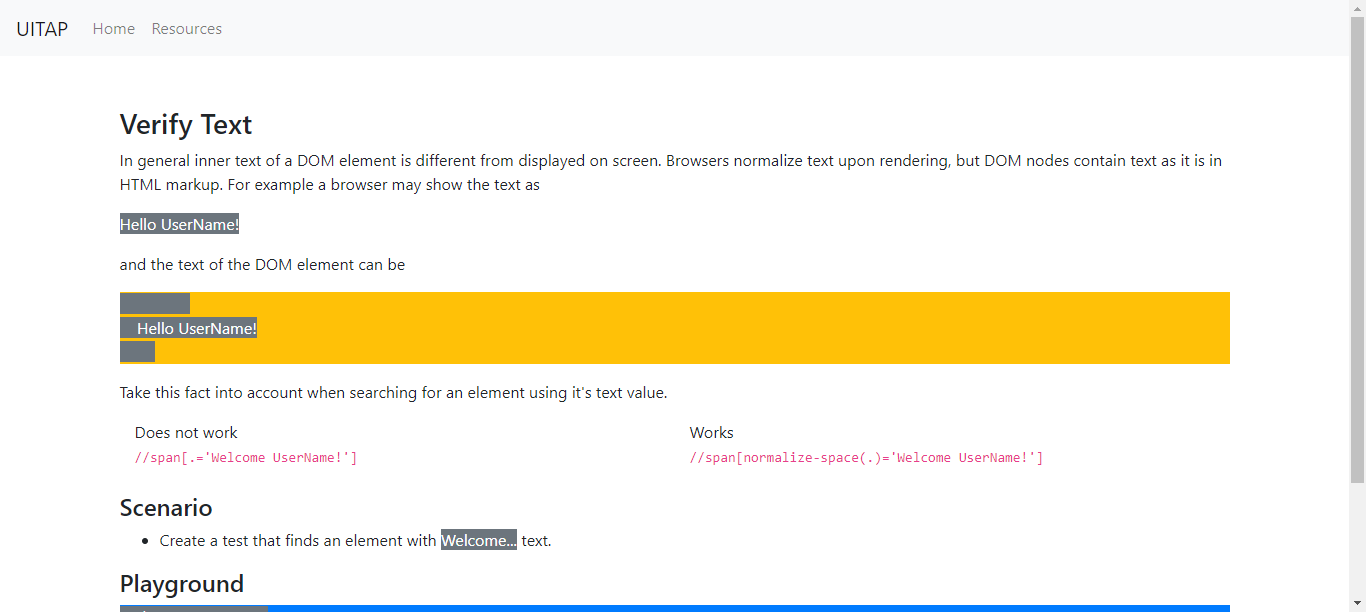 UITAP Home Resources
Verify Text
In general inner text of a DOM element is different from displayed on screen. Browsers normalize text upon rendering, but DOM nodes contain text as it is in
HTML markup. For example a browser may show the text as
Hello UserName!
and the text of the DOM element can be
Hello UserName!
Take this fact into account when searching for an element using it's text value.
Does not work
//span[.='Welcome UserName!']
Works
//span[normalize-space(.)='Welcome UserName!']
Scenario
Create a test that finds an element with Welcome... text.
Playground